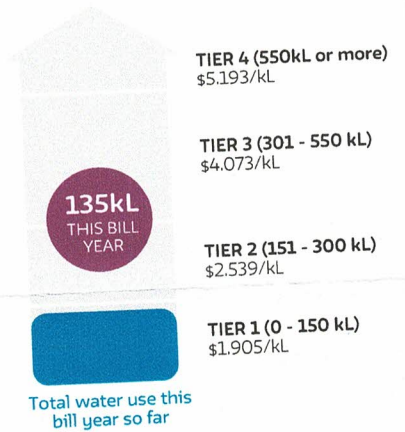 TIER 4 (550kL or more)
$5.193/kL
TIER 3 (301 - 550 kL)
$4.073/kL
135kL
THIS BILL
YEAR
TIER 2 (151 - 300 kL)
$2.539/kL
TIER 1 (0 - 150 kL)
$1.905/kL
Total water use this
bill year so far